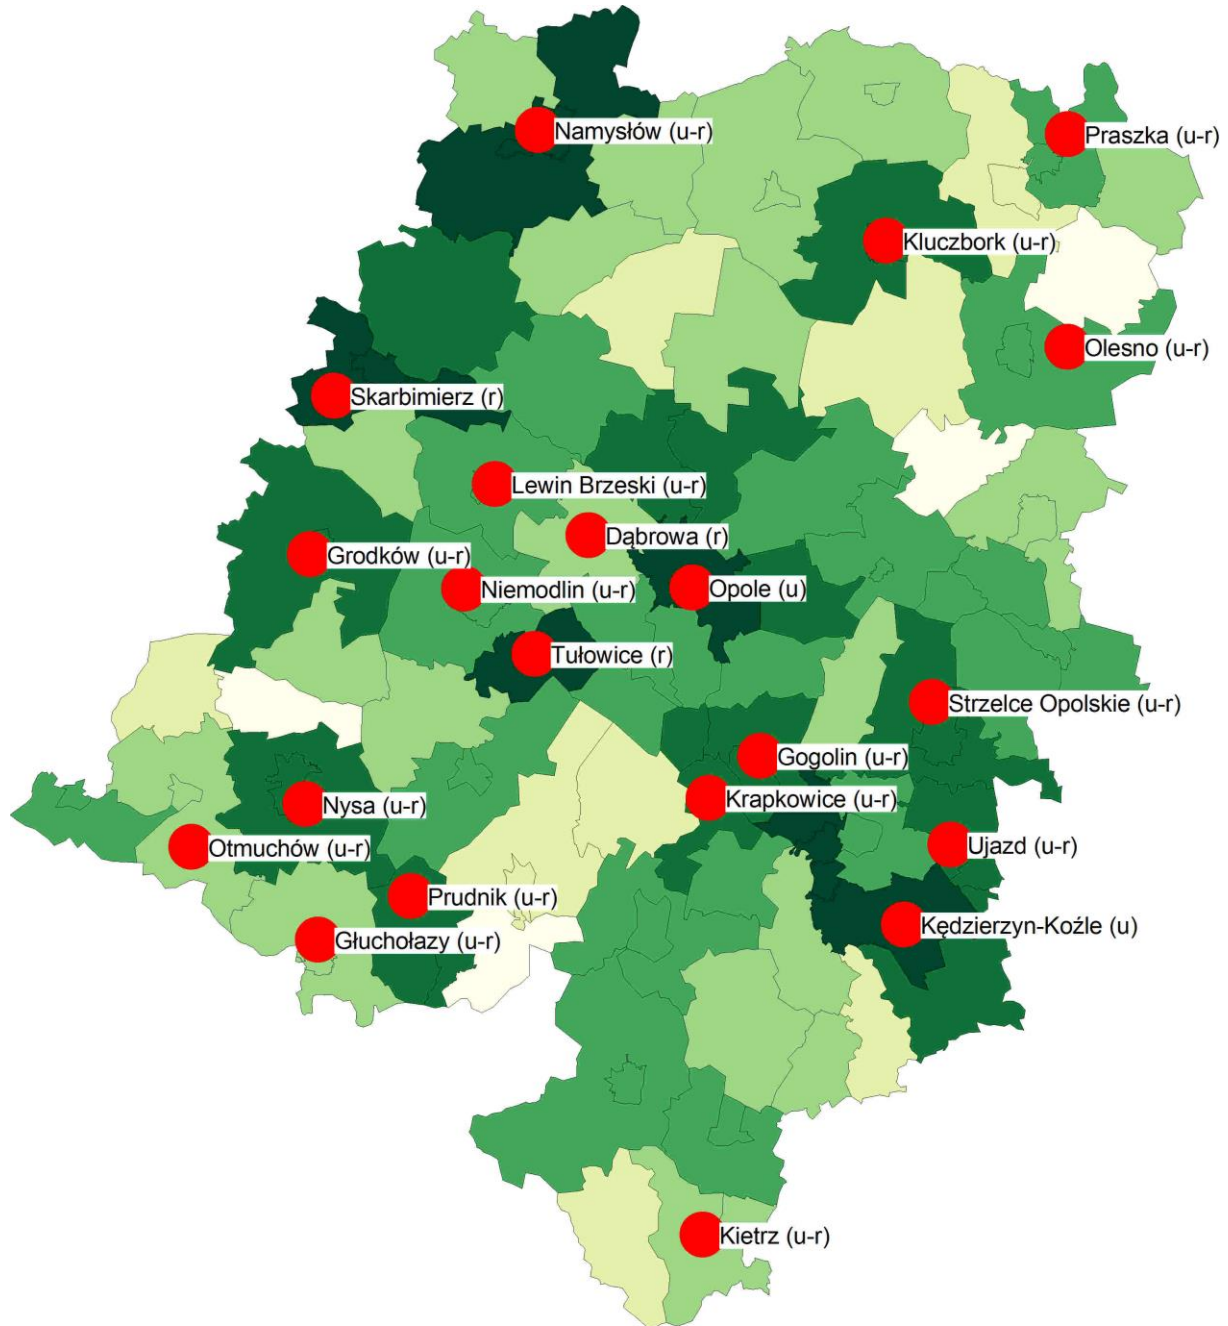 Namysłów (u-r)
Praszka (u-r)
Kluczbork (u-r)
Olesno (u-r)
Skarbimierz (r)
Lewin Brzeski (u-r)
Dąbrowa (r)
Grodków (u-r)
Niemodlin (u-r)
Opole (u)
Tułowice (r)
Strzelce Opolskie (u-r)
Gogolin (u-r)
Krapkowice (u-r)
Nysa (u-r)
Ujazd (u-r)
Otmuchów (u-r)
Prudnik (u-r)
Kędzierzyn-Koźle (u)
Głuchołazy (u-r)
Kietrz (u-r)